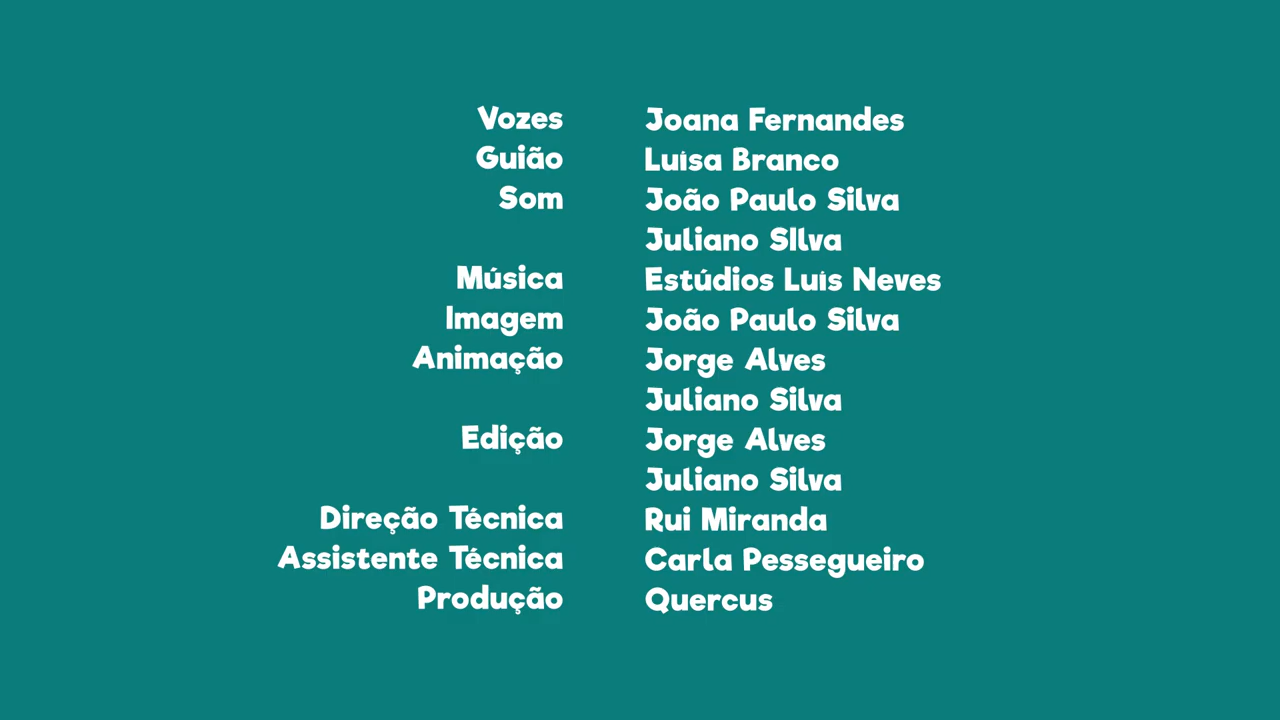 Vozes Joana Fernandes
Guião Luísa Branco
Som João Paulo Silva
Juliano SIlva
Música Estúdios Luís Neves
Imagem João Paulo Silva
Animação Jorge Alves
Juliano Silva
Edição Jorge Alves
Juliano Silva
Direção Técnica Rui Miranda
Assistente Técnica Carla Pessegueiro
Produção Quercus